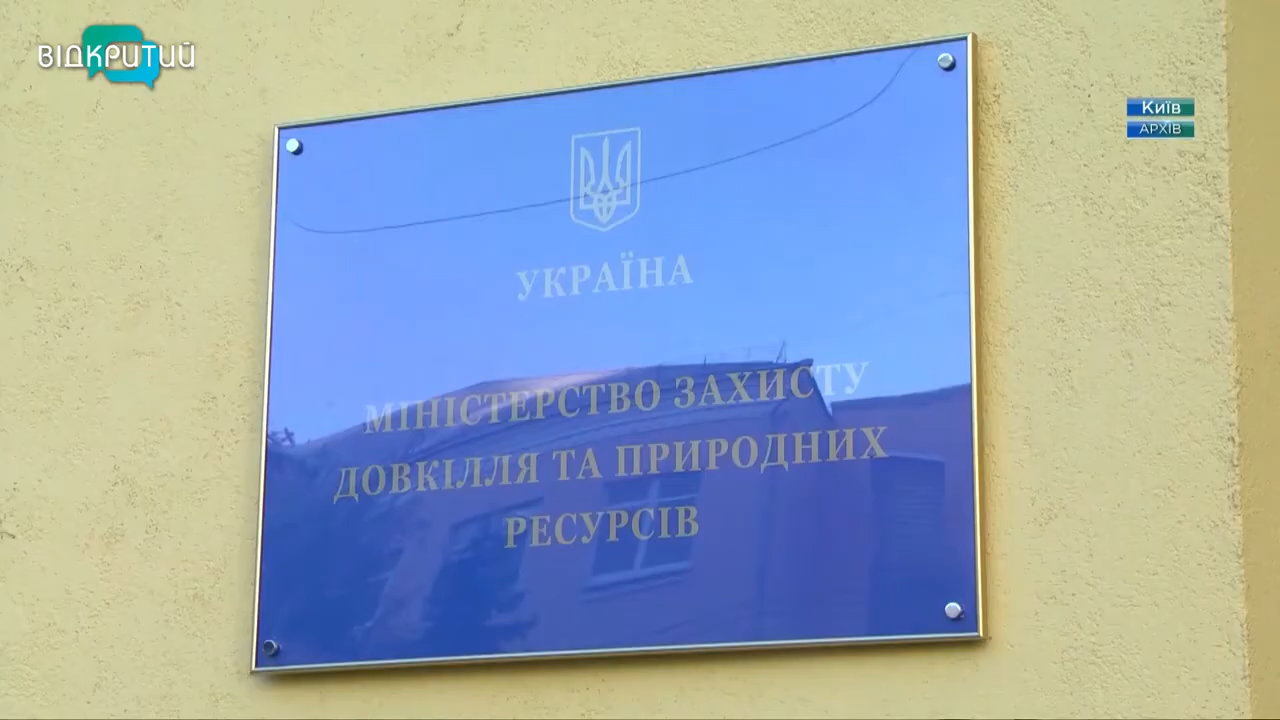 ВІДКРИТИЙ
Київ
АРХІВ
УКРАЇНА
МІНІСТЕРСТВО ЗАХИСТУ
ДОВКІЛЛЯ ТА ПРИРОДНИХ
РЕСУРСІВ